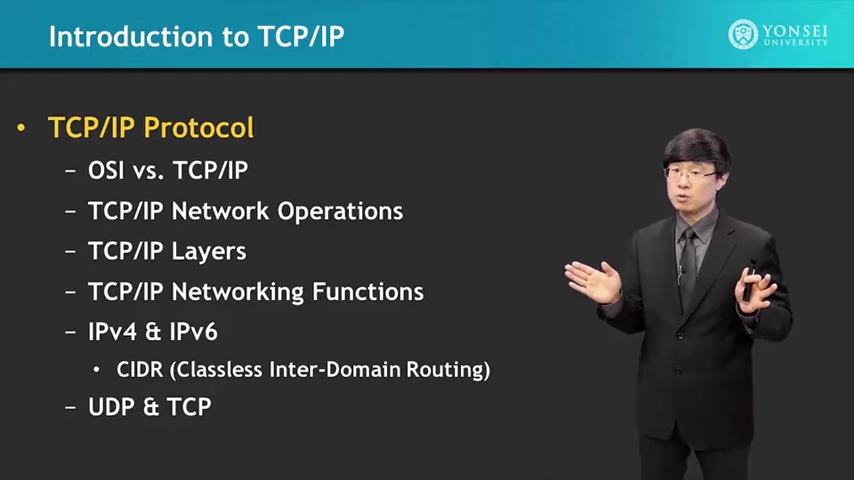 Introduction to TCP/IP
YONSEI
UNIVERSITY
• TCP/IP Protocol
– OSI vs. TCP/IP
– TCP/IP Network Operations
– TCP/IP Layers
– TCP/IP Networking Functions
– IPv4 & IPv6
• CIDR (Classless Inter-Domain Routing)
– UDP & TCP